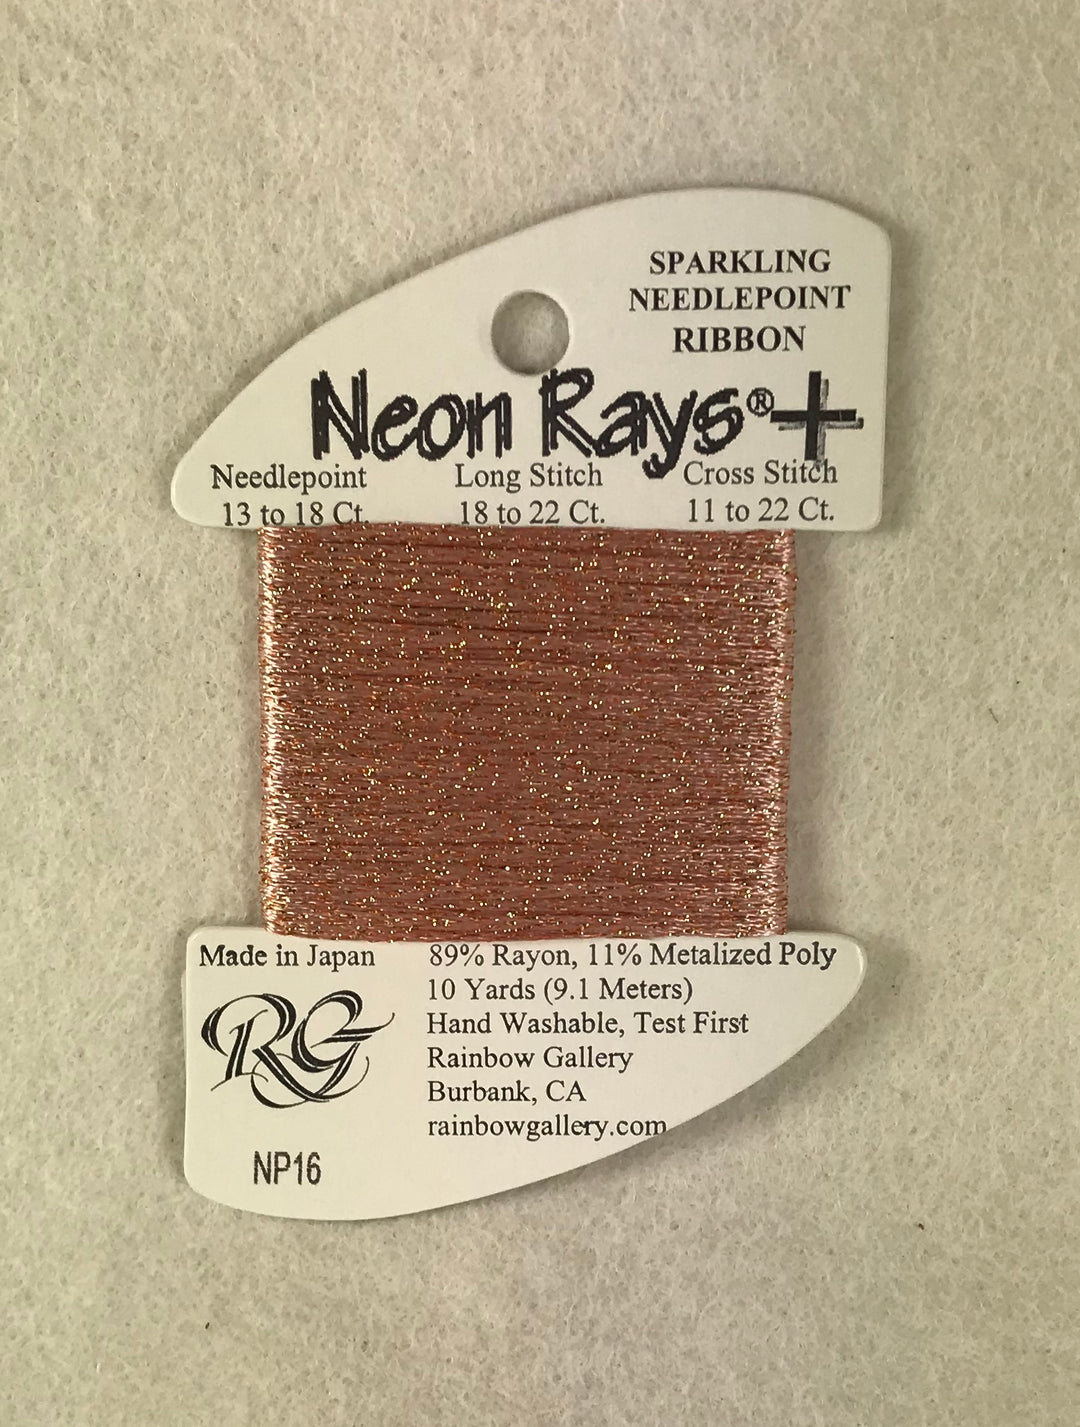 SPARKLING
NEEDLEPOINT
RIBBON
Neon Rays®+
Needlepoint Long Stitch Cross Stitch
13 to 18 Ct. 18 to 22 Ct. 11 to 22 Ct.
Made in Japan
89% Rayon, 11% Metalized Poly
10 Yards (9.1 Meters)
Hand Washable, Test First
Rainbow Gallery
Burbank, CA
rainbowgallery.com
RG
NP16